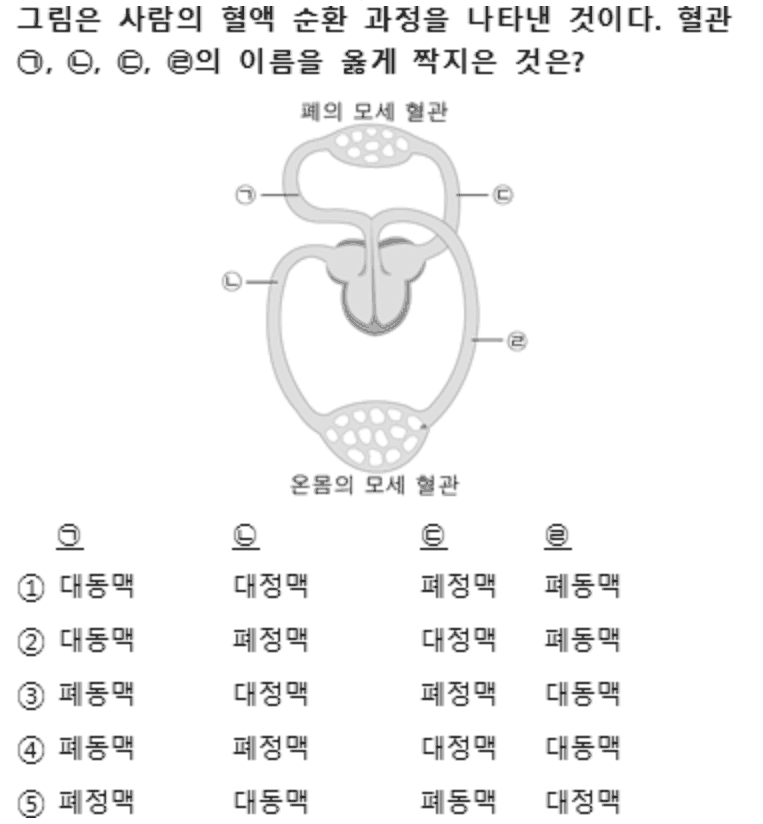 그림은 사람의 혈액 순환 과정을 나타낸 것이다. 혈관
㉠, ㉡, ㉢, ㉣의 이름을 옳게 짝지은 것은?
폐의 모세 혈관
㉠
㉢
㉡
㉣
온몸의 모세 혈관
㉠ ㉡ ㉢ ㉣
① 대동맥 대정맥 폐정맥 폐동맥
② 대동맥 폐정맥 대정맥 폐동맥
③ 폐동맥 대정맥 폐정맥 대동맥
④ 폐동맥 폐정맥 대정맥 대동맥
⑤ 폐정맥 대동맥 폐동맥 대정맥